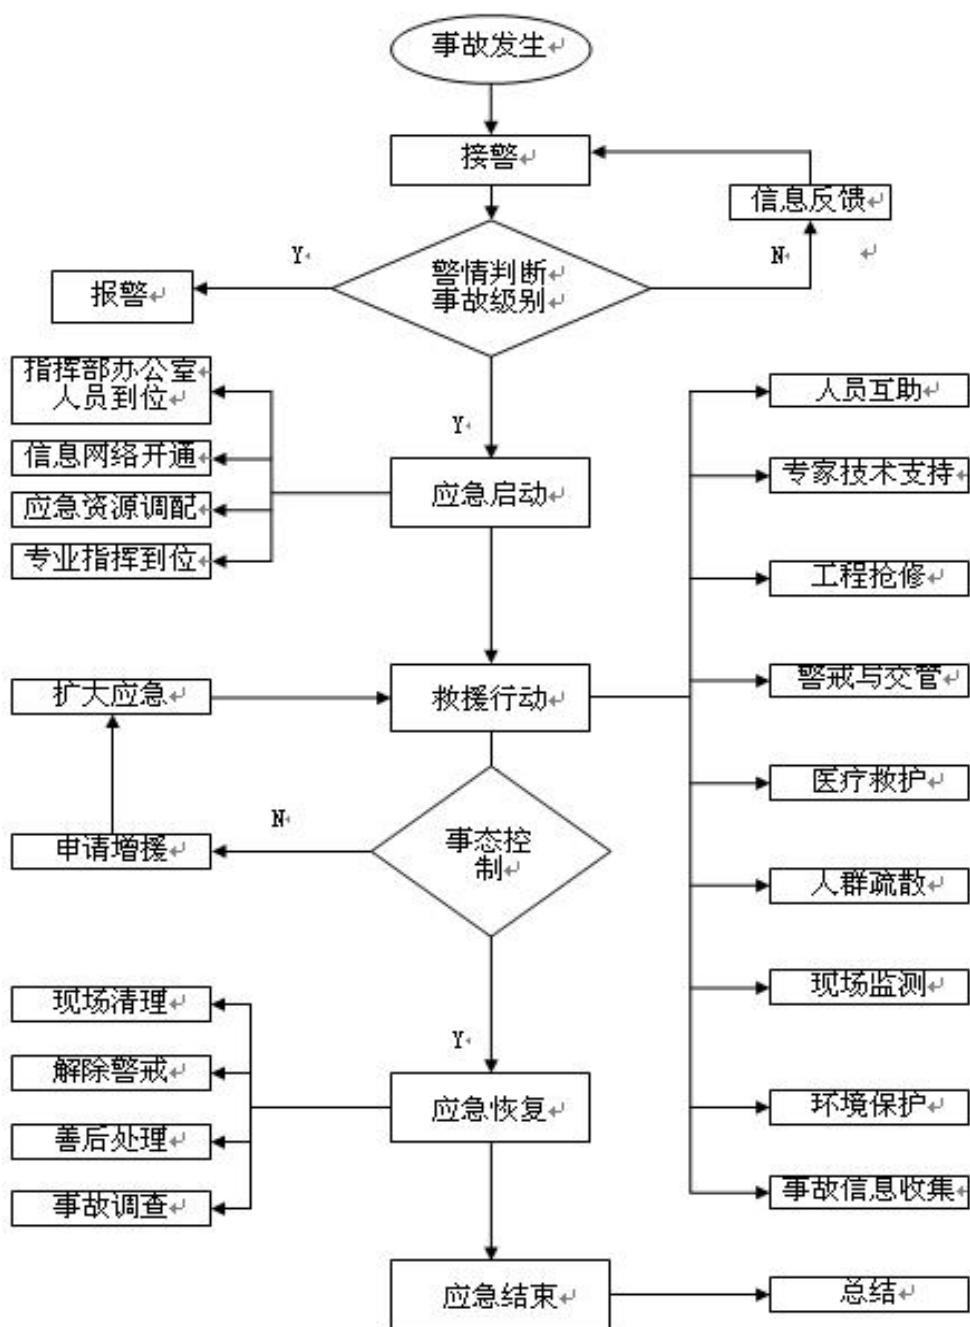 事故发生
接警
信息反馈
Y
警情判断
事故级别
N
报警
指挥部办公室
人员到位
人员互助
Y
信息网络开通
应急启动
专家技术支持
应急资源调配
专业指挥到位
工程抢修
扩大应急
救援行动
警戒与交管
医疗救护
N
申请增援
事态控
制
人群疏散
现场清理
现场监测
Y
解除警戒
应急恢复
环境保护
善后处理
事故调查
事故信息收集
应急结束
总结